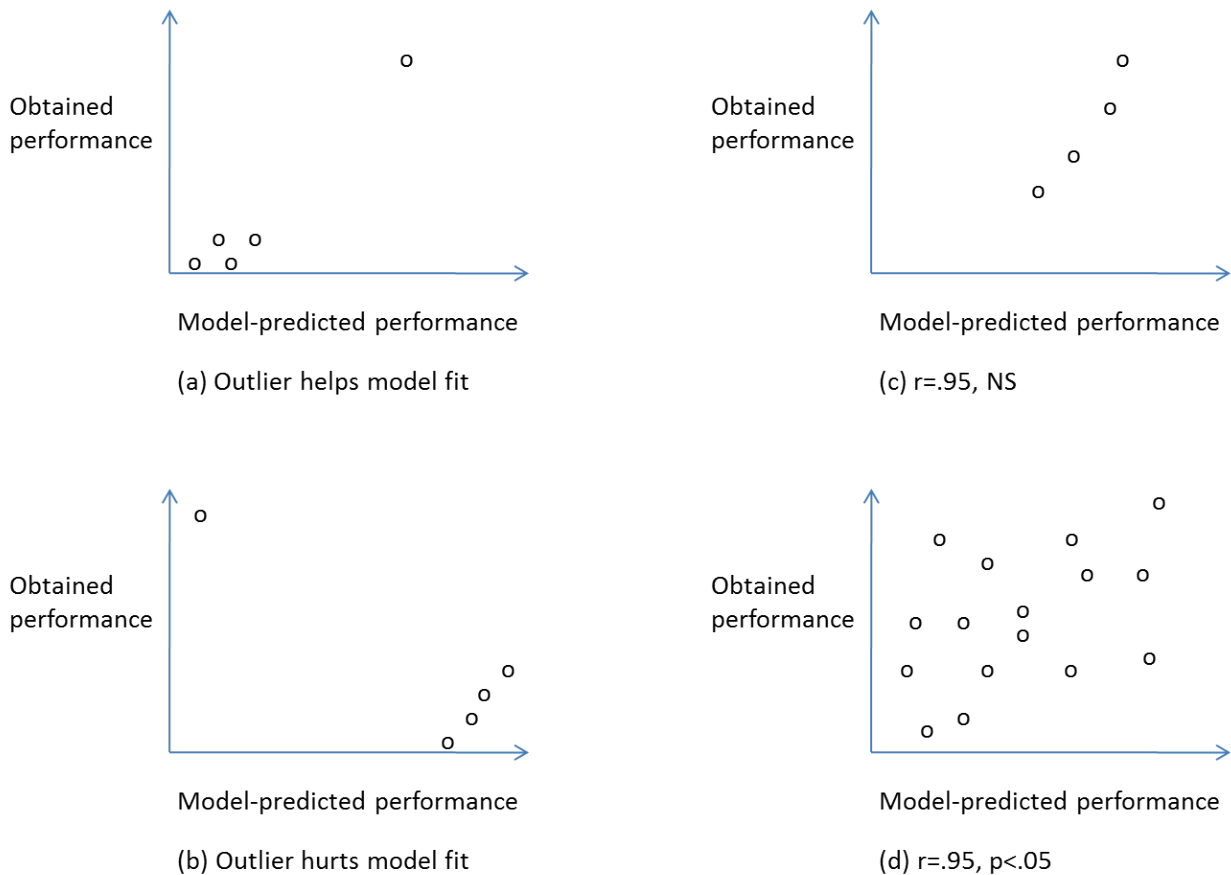 Obtained
performance
Model-predicted performance
(a) Outlier helps model fit
Obtained
performance
Model-predicted performance
(c) r=.95, NS
Obtained
performance
Model-predicted performance
(b) Outlier hurts model fit
Obtained
performance
Model-predicted performance
(d) r=.95, p<.05